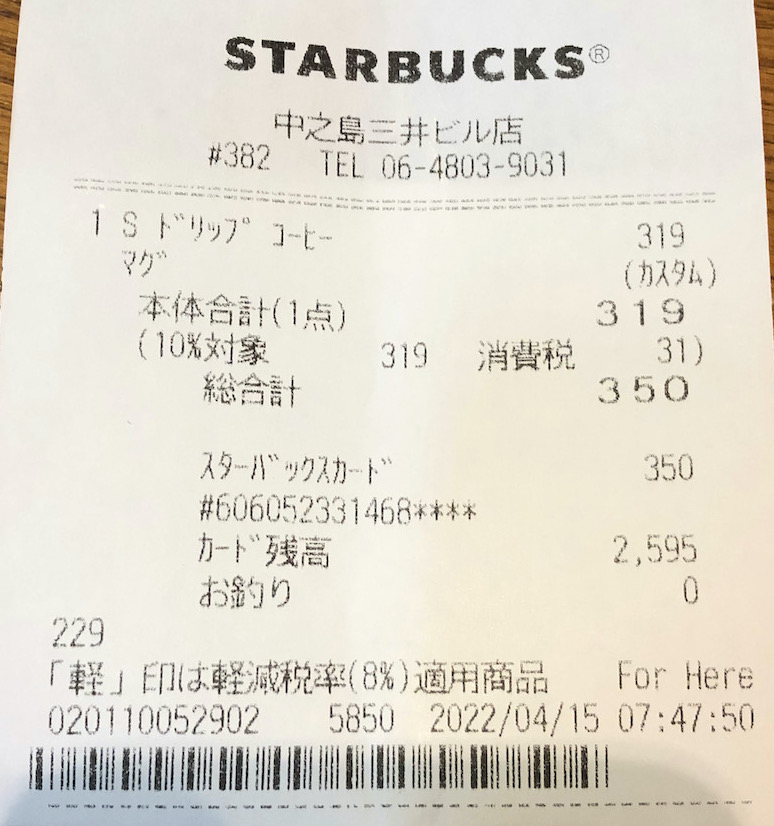 STARBUCKS®
中之島三井ビル店
#382 TEL 06-4803-9031
1 S ﾄﾞﾘｯﾌﾟ ｺｰﾋｰ 319
ﾏｸﾞ (ｶｽﾀﾑ)
本体合計(1点) 319
(10%対象 319 消費税 31)
総合計 350
ｽﾀｰﾊﾞｯｸｽｶｰﾄﾞ 350
#606052331468****
ｶｰﾄﾞ残高 2,595
お釣り 0
229
「軽」印は軽減税率(8%)適用商品 For Here
020110052902 5850 2022/04/15 07:47:50